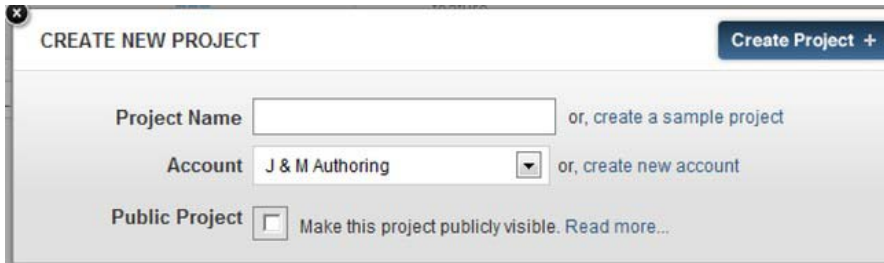 CREATE NEW PROJECT
Create Project +
Project Name
or, create a sample project
Account
J & M Authoring
or, create new account
Public Project
Make this project publicly visible. Read more...